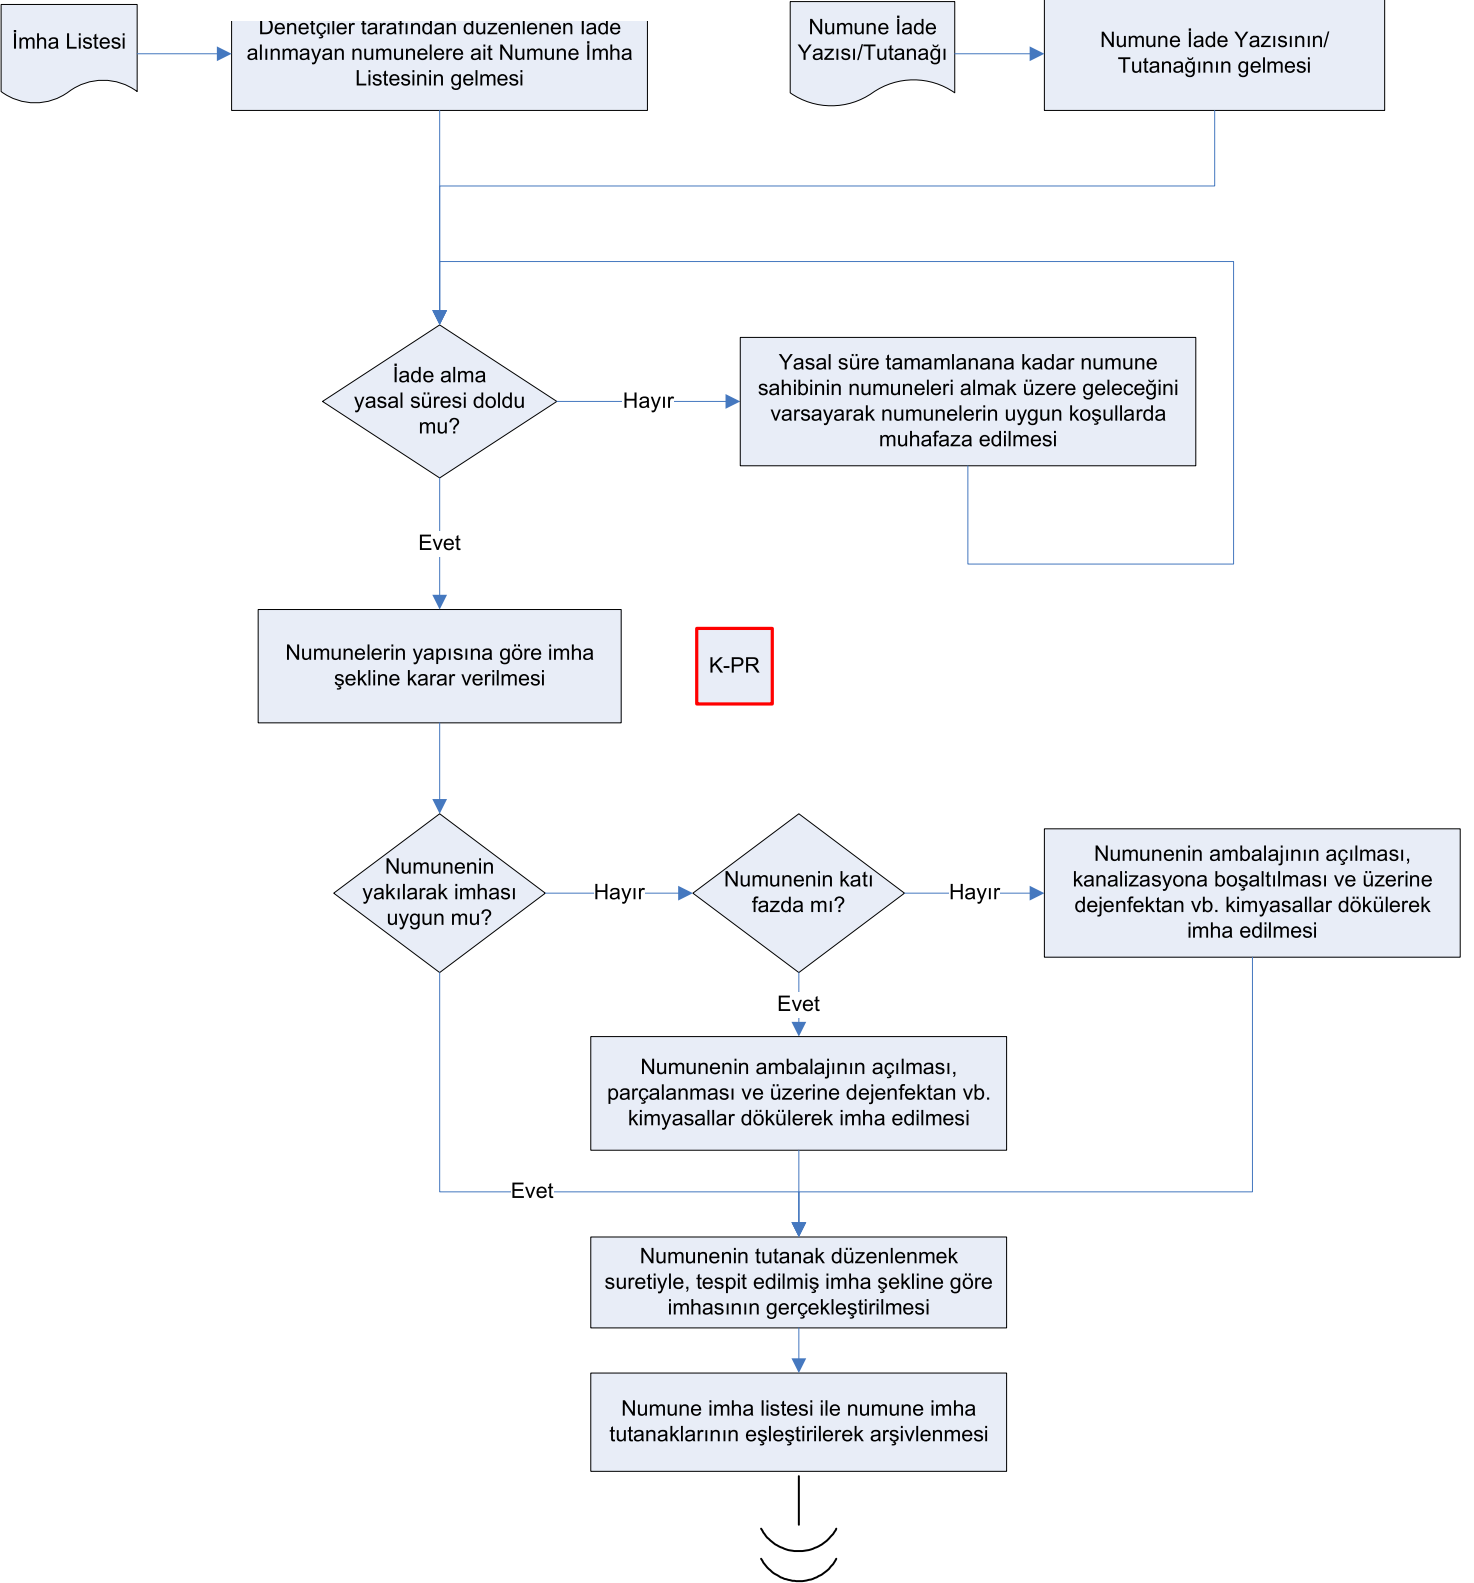 İmha Listesi
Denetçiler tarafından düzenlenen İade
alınmayan numunelere ait Numune İmha
Listesinin gelmesi
Numune İade
Yazısı/Tutanağı
Numune İade Yazısının/
Tutanağının gelmesi
İade alma
yasal süresi doldu
mu?
Hayır
Yasal süre tamamlanana kadar numune
sahibinin numuneleri almak üzere geleceğini
varsayarak numunelerin uygun koşullarda
muhafaza edilmesi
Evet
Numunelerin yapısına göre imha
şekline karar verilmesi
K-PR
Numunenin
yakılarak imhası
uygun mu?
Hayır
Numunenin katı
fazda mı?
Hayır
Numunenin ambalajının açılması,
kanalizasyona boşaltılması ve üzerine
dejenfektan vb. kimyasallar dökülerek
imha edilmesi
Evet
Numunenin ambalajının açılması,
parçalanması ve üzerine dejenfektan vb.
kimyasallar dökülerek imha edilmesi
Evet
Numunenin tutanak düzenlenmek
suretiyle, tespit edilmiş imha şekline göre
imhasının gerçekleştirilmesi
Numune imha listesi ile numune imha
tutanaklarının eşleştirilerek arşivlenmesi